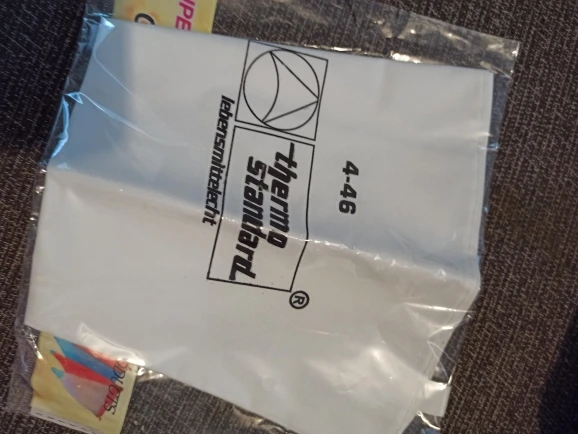 4-46
thermo
standard
®
lebensmittelecht